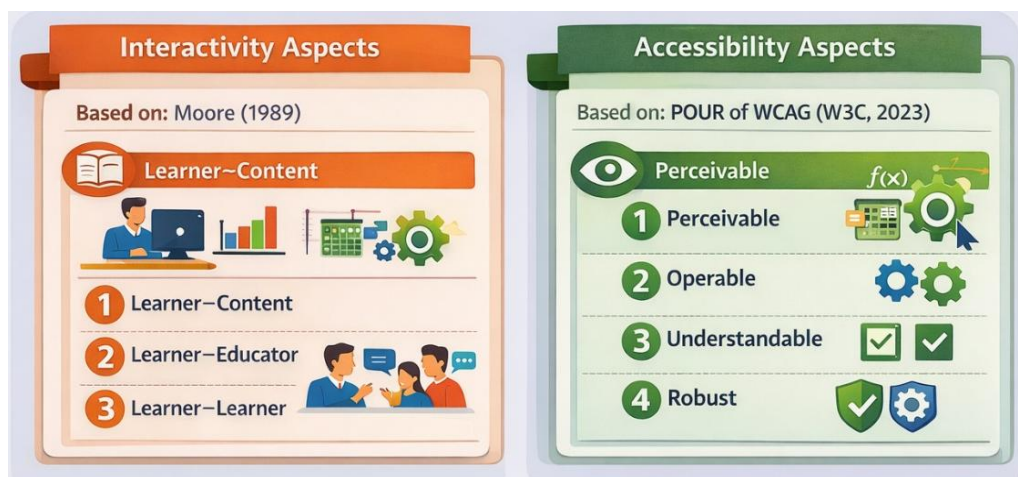 Interactivity Aspects
Based on: Moore (1989)
Learner~Content
1 Learner–Content
2 Learner–Educator
3 Learner–Learner
Accessibility Aspects
Based on: POUR of WCAG (W3C, 2023)
Perceivable
f(x)
1 Perceivable
2 Operable
3 Understandable
4 Robust